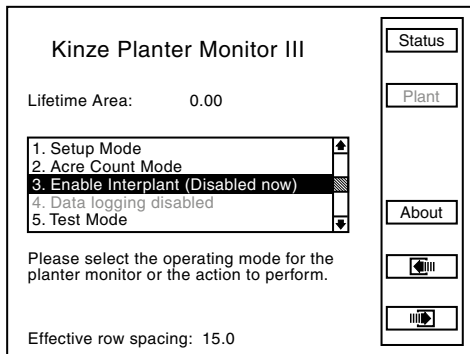 Kinze Planter Monitor III
Lifetime Area: 0.00
1. Setup Mode
2. Acre Count Mode
3. Enable Interplant (Disabled now)
4. Data logging disabled
5. Test Mode
Please select the operating mode for the
planter monitor or the action to perform.
Effective row spacing: 15.0
Status
Plant
About